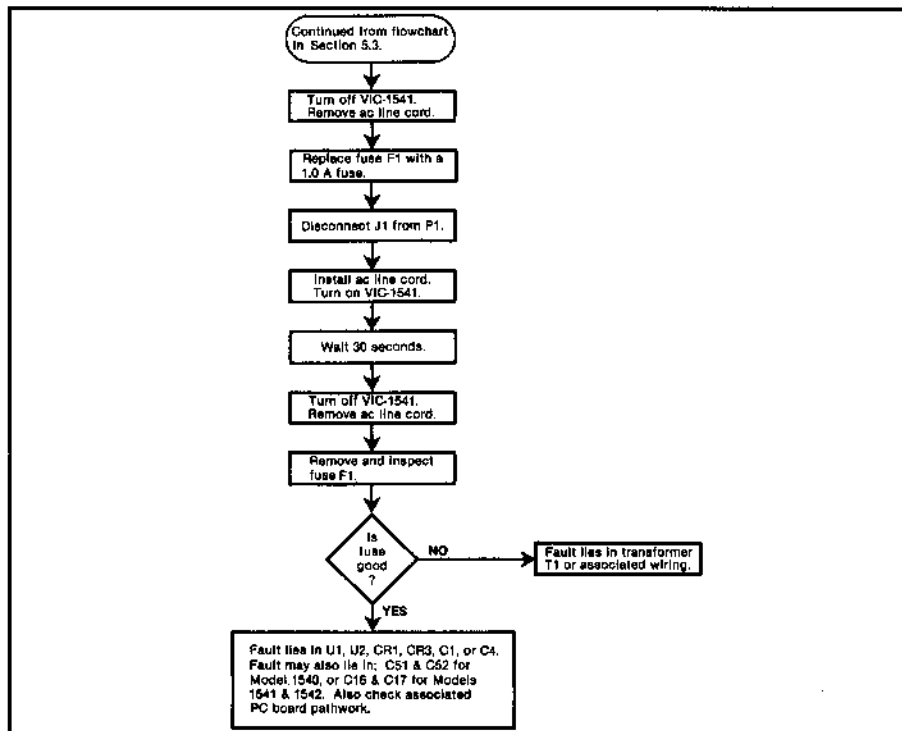 Continued from flowchart
in Section 5.3.
Turn off VIC-1541.
Remove ac line cord.
Replace fuse F1 with a
1.0 A fuse.
Disconnect J1 from P1.
Install ac line cord.
Turn on VIC-1541.
Wait 30 seconds.
Turn off VIC-1541.
Remove ac line cord.
Remove and inspect
fuse F1.
Is
fuse
good
?
NO
Fault lies in transformer
T1 or associated wiring.
YES
Fault lies in U1, U2, CR1, CR3, C1, or C4.
Fault may also lie in: C51 & C52 for
Model 1540, or C16 & C17 for Models
1541 & 1542. Also check associated
PC board pathwork.